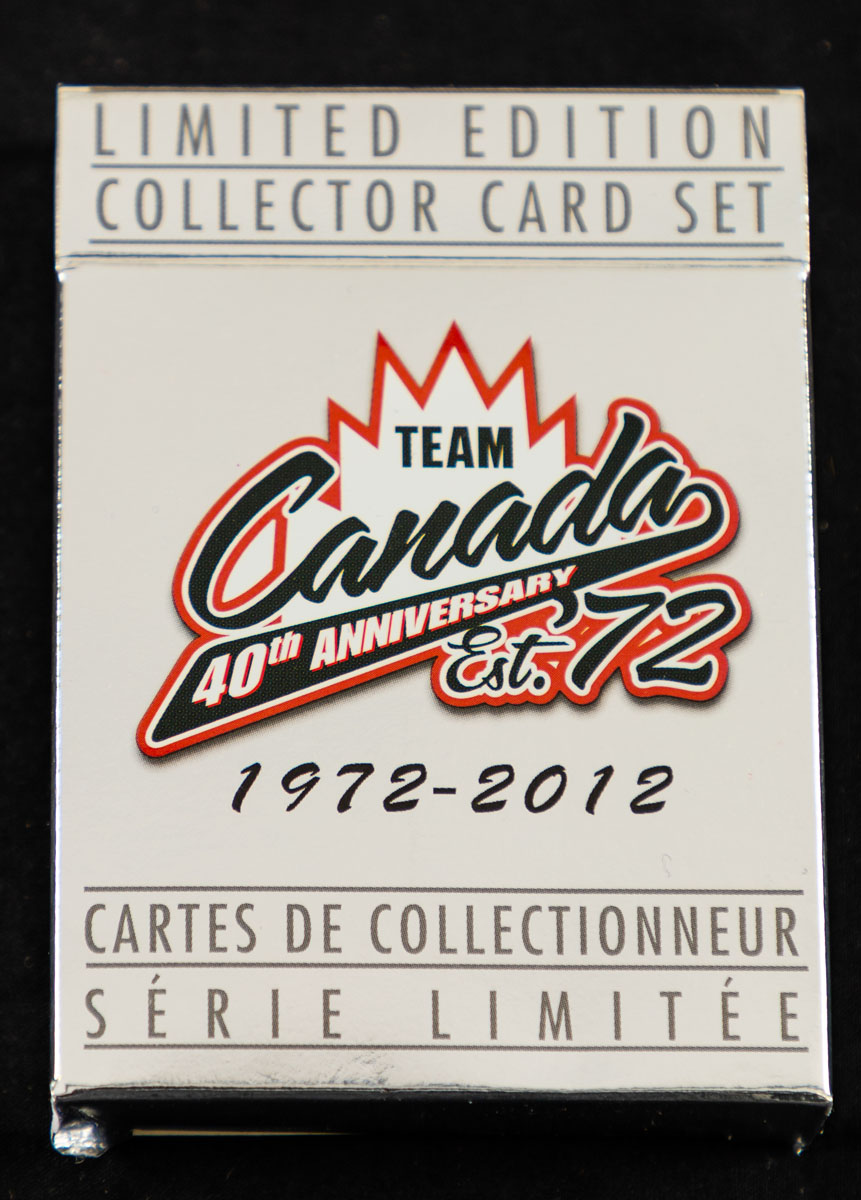 LIMITED EDITION
COLLECTOR CARD SET
TEAM
Canada
40th ANNIVERSARY
Est. '72
1972-2012
CARTES DE COLLECTIONNEUR
SÉRIE LIMITÉE